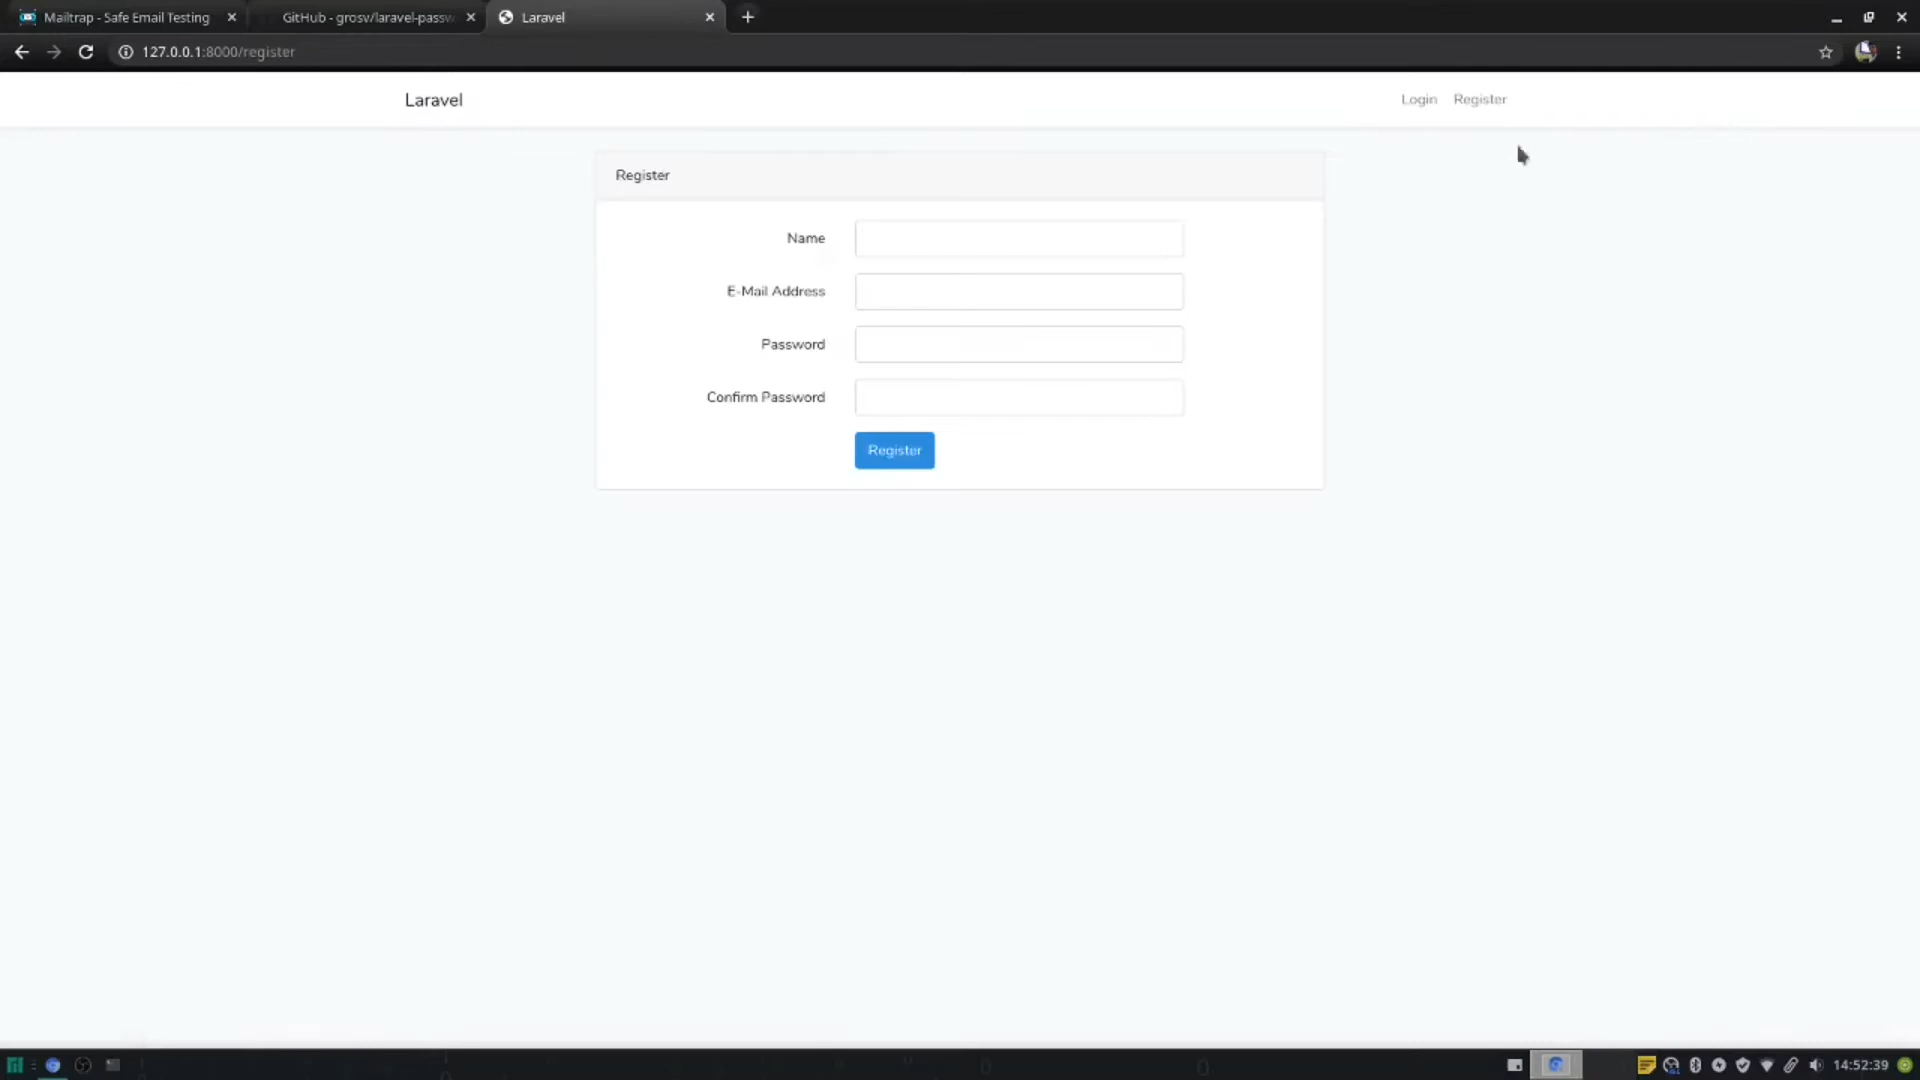 Mailtrap - Safe Email Testing
GitHub - grosv/laravel-passw
Laravel
127.0.0.1:8000/register
Laravel
Login Register
Register
Name
E-Mail Address
Password
Confirm Password
Register
14:52:39